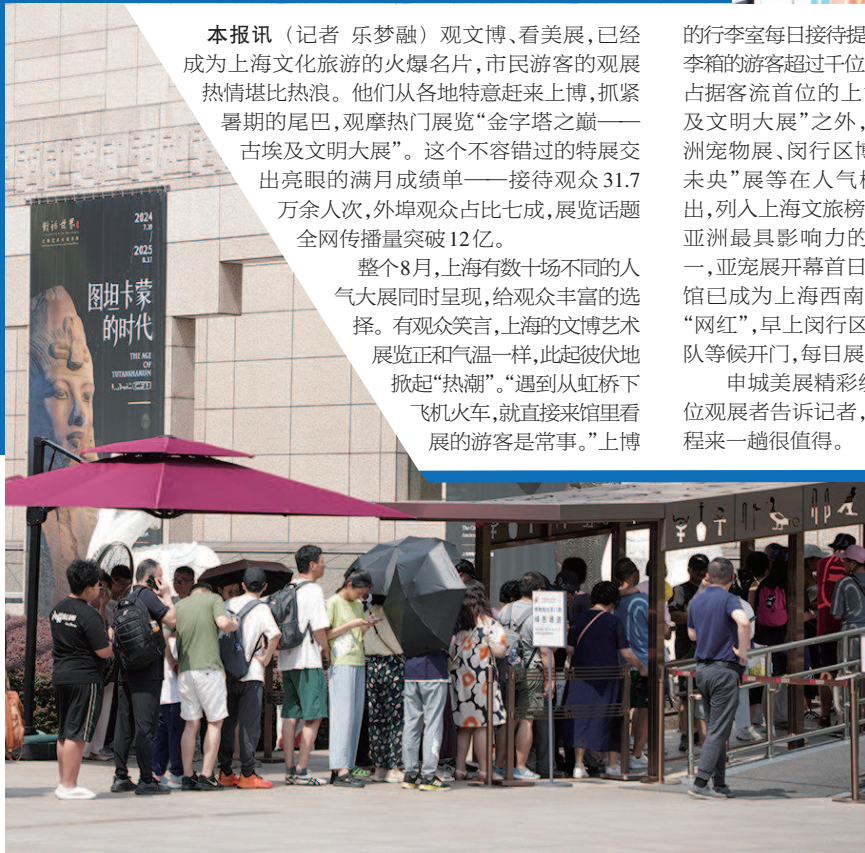 本报讯（记者 乐梦融）观文博、看美展，已经
成为上海文化旅游的火爆名片，市民游客的观展
热情堪比热浪。他们从各地特意赶来上博，抓紧
暑期的尾巴，观摩热门展览“金字塔之巅——
古埃及文明大展”。这个不容错过的特展交
出亮眼的满月成绩单——接待观众31.7
万余人次，外埠观众占比七成，展览话题
全网传播量突破12亿。
整个8月，上海有数十场不同的人
气大展同时呈现，给观众丰富的选
择。有观众笑言，上海的文博艺术
展览正和气温一样，此起彼伏地
掀起“热潮”。“遇到从虹桥下
飞机火车，就直接来馆里看
展的游客是常事。”上博
的行李室每日接待提
李箱的游客超过千位
占据客流首位的上
及文明大展”之外，
洲宠物展、闵行区博
未央”展等在人气
出，列入上海文旅榜
亚洲最具影响力的
一，亚宠展开幕首日
馆已成为上海西南
“网红”，早上闵行区
队等候开门，每日展
申城美展精彩
位观展者告诉记者，
程来一趟很值得。
对话世界
2024
2025
图坦卡蒙
的时代
THE AGE
OF
TUTANKHAMUN
绿色通道